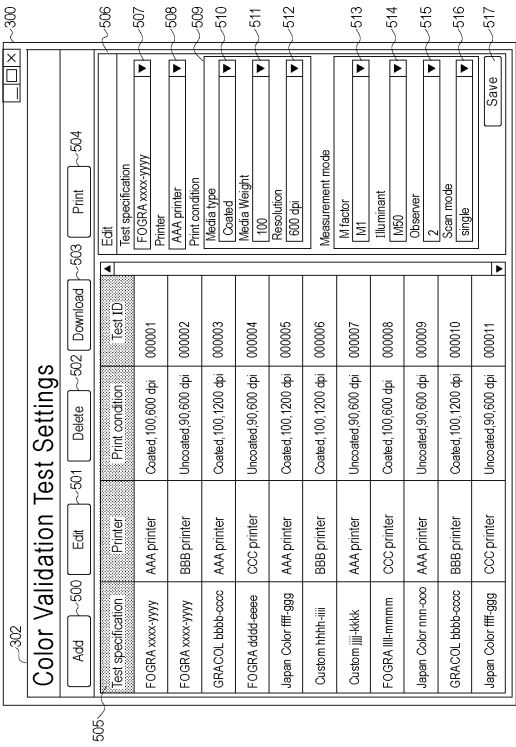 302
300
Color Validation Test Settings
Add 500 Edit 501 Delete 502 Download 503 Print 504
505
Test specification Printer Print condition Test ID
FOGRA xxxx-yyyy AAA printer Coated,100,600 dpi 000001
FOGRA xxxx-yyyy BBB printer Uncoated,90,600 dpi 000002
GRACOL bbbb-cccc AAA printer Coated,100,1200 dpi 000003
FOGRA dddd-eeee CCC printer Uncoated,90,600 dpi 000004
Japan Color ffff-ggg AAA printer Coated,100,1200 dpi 000005
Custom hhhh-iiii BBB printer Coated,100,1200 dpi 000006
Custom jjjj-kkkk AAA printer Uncoated,90,600 dpi 000007
FOGRA llll-mmmm CCC printer Coated,100,600 dpi 000008
Japan Color nnn-ooo AAA printer Uncoated,90,600 dpi 000009
GRACOL bbbb-cccc BBB printer Coated,100,1200 dpi 000010
Japan Color ffff-ggg CCC printer Uncoated,90,600 dpi 000011
Edit
506
Test specification
FOGRA xxxx-yyyy
507
Printer
AAA printer
508
Print condition
509
Media type
Coated
510
Media Weight
100
511
Resolution
600 dpi
512
Measurement mode
M factor
M1
513
Illuminant
M50
514
Observer
2
515
Scan mode
single
516
Save
517